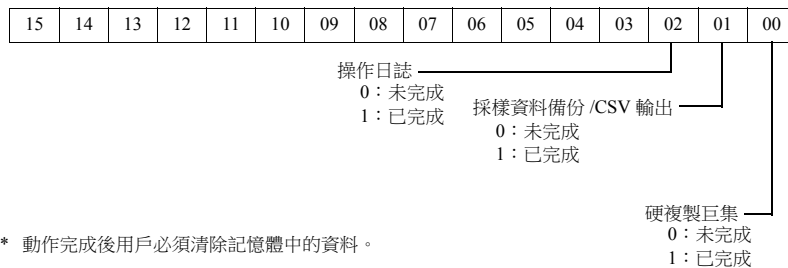 15 14 13 12 11 10 09 08 07 06 05 04 03 02 01 00
操作日誌
0：未完成
1：已完成
採樣資料備份 /CSV 輸出
0：未完成
1：已完成
硬複製巨集
0：未完成
1：已完成
* 動作完成後用戶必須清除記憶體中的資料。